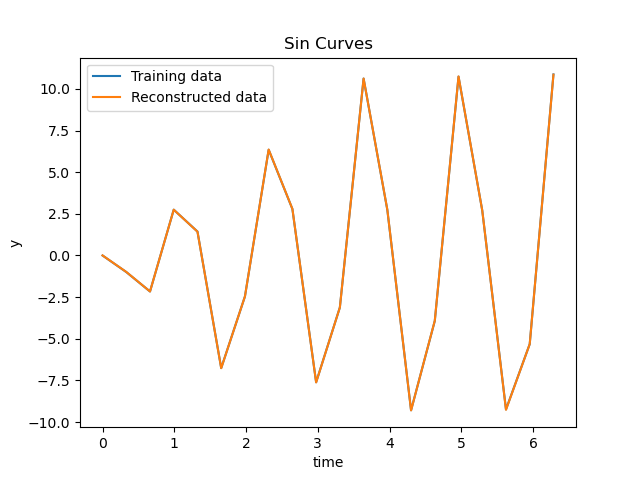 Sin Curves
Training data
Reconstructed data
10.0
7.5
5.0
2.5
0.0
−2.5
−5.0
−7.5
−10.0
y
0 1 2 3 4 5 6
time